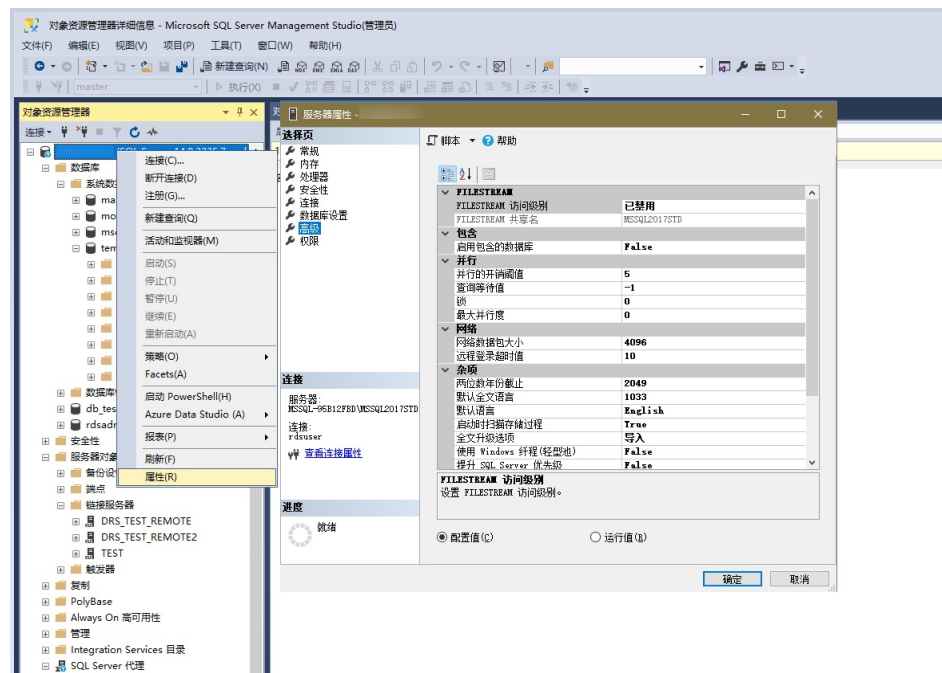 对象资源管理器详细信息 - Microsoft SQL Server Management Studio(管理员)
文件(F) 编辑(E) 视图(V) 项目(P) 工具(T) 窗口(W) 帮助(H)
新建查询(N)
master 执行(X)
对象资源管理器
连接
数据库
系统数
ma
mo
ms
tem
数据库
db_tes
rdsadr
安全性
服务器对象
备份设
端点
链接服务器
DRS_TEST_REMOTE
DRS_TEST_REMOTE2
TEST
触发器
复制
PolyBase
Always On 高可用性
管理
Integration Services 目录
SQL Server 代理
连接(C)...
断开连接(D)
注册(G)...
新建查询(Q)
活动和监视器(M)
启动(S)
停止(T)
暂停(U)
继续(E)
重新启动(A)
策略(O)
Facets(A)
启动 PowerShell(H)
Azure Data Studio (A)
报表(P)
刷新(F)
属性(R)
服务器属性 -
选择页
常规
内存
处理器
安全性
连接
数据库设置
高级
权限
连接
服务器:
MSSQL-95B12FBD\MSSQL2017STD
连接:
rdsuser
查看连接属性
进度
就绪
脚本 帮助
FILESTREAM
FILESTREAM 访问级别 已禁用
FILESTREAM 共享名 MSSQL2017STD
包含
启用包含的数据库 False
并行
并行的开销阈值 5
查询等待值 -1
锁 0
最大并行度 0
网络
网络数据包大小 4096
远程登录超时值 10
杂项
两位数年份截止 2049
默认全文语言 1033
默认语言 English
启动时扫描存储过程 True
全文升级选项 导入
使用 Windows 纤程(轻型池) False
提升 SQL Server 优先级 False
FILESTREAM 访问级别
设置 FILESTREAM 访问级别。
配置值(C) 运行值(R)
确定 取消